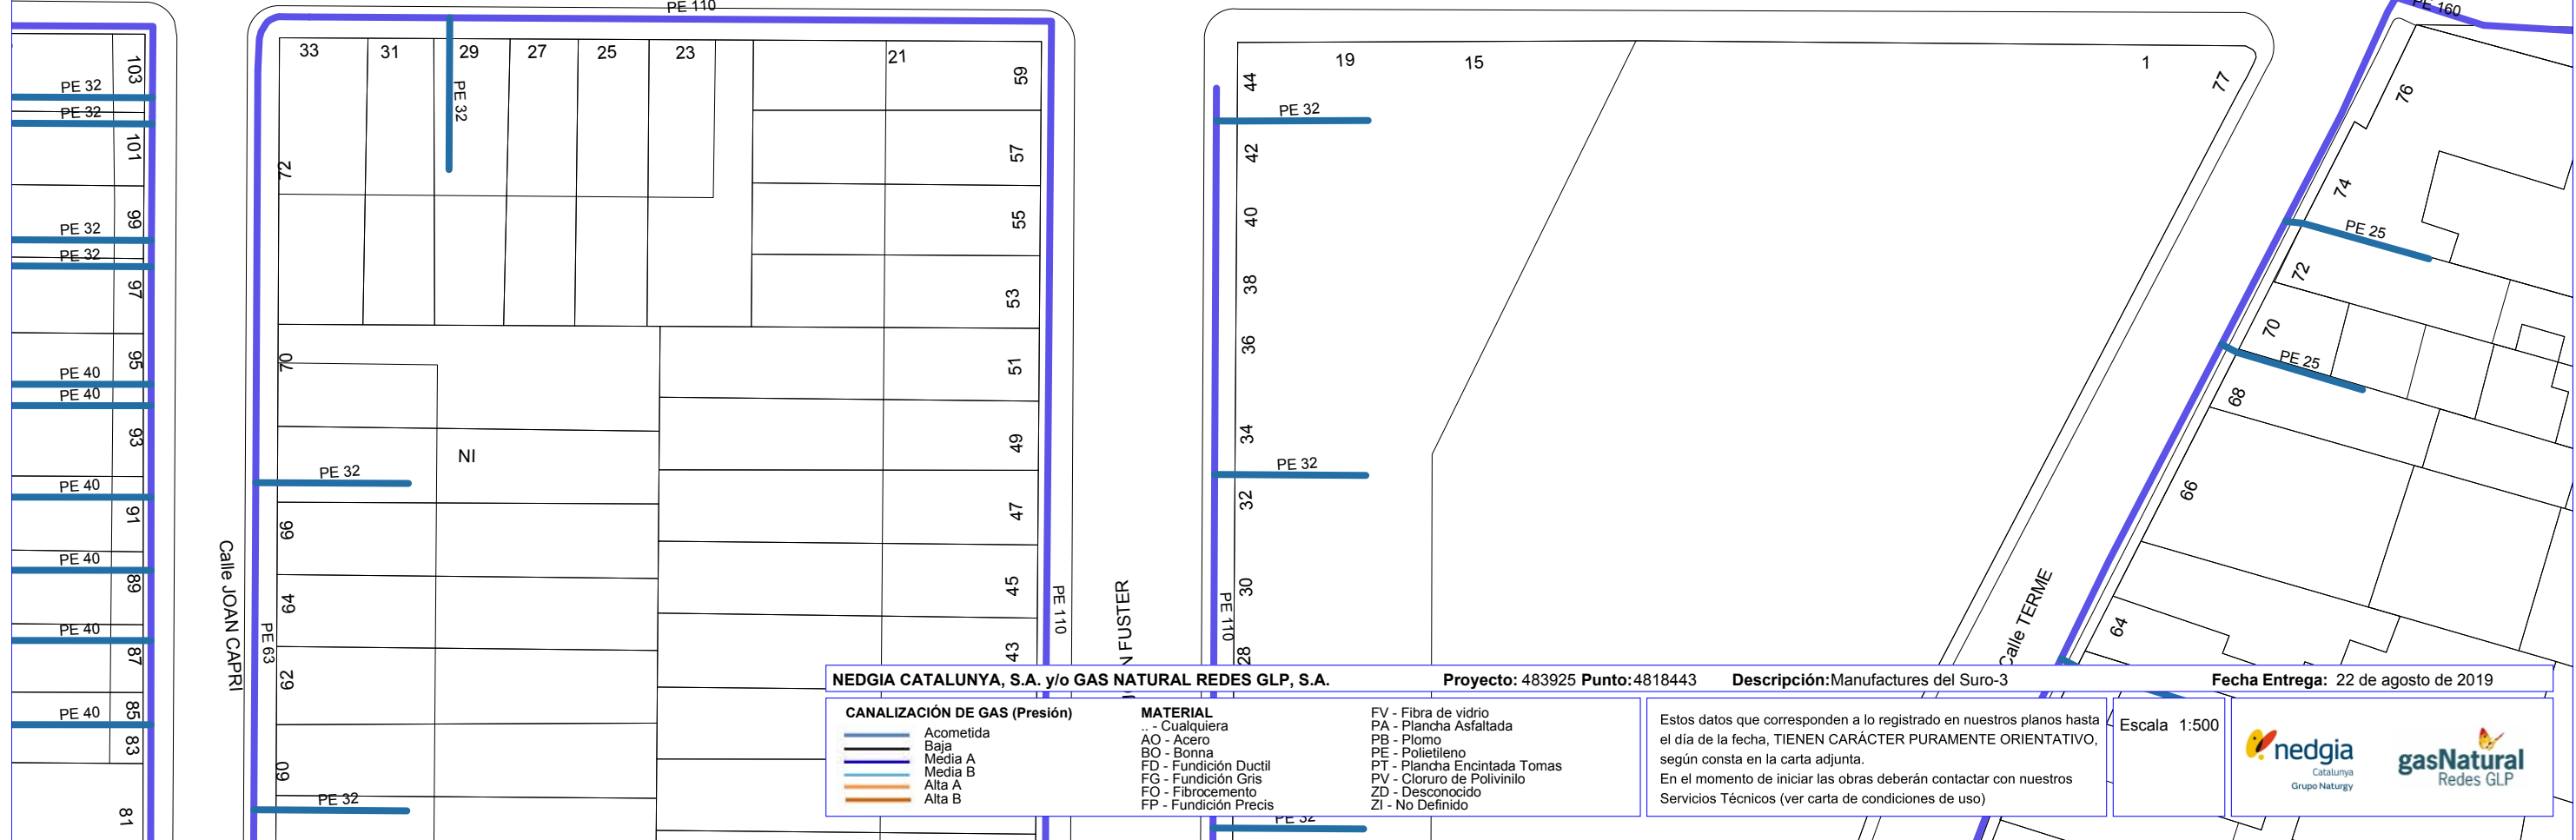 PE 110
PE 160
33
31
29
27
25
23
21
19
15
1
103
PE 32
PE 32
101
99
PE 32
PE 32
97
95
PE 40
PE 40
93
PE 40
91
PE 40
89
PE 40
87
85
PE 40
83
81
PE 32
72
70
NI
PE 32
66
64
62
60
PE 32
Calle JOAN CAPRI
PE 63
59
57
55
53
51
49
47
45
43
PE 110
FUSTER
PE 110
44
PE 32
42
40
38
36
34
PE 32
32
30
28
PE 32
77
76
74
PE 25
72
70
PE 25
68
66
64
Calle TERME
NEDGIA CATALUNYA, S.A. y/o GAS NATURAL REDES GLP, S.A. Proyecto: 483925 Punto:4818443 Descripción:Manufactures del Suro-3 Fecha Entrega: 22 de agosto de 2019
CANALIZACIÓN DE GAS (Presión)
Acometida
Baja
Media A
Media B
Alta A
Alta B
MATERIAL
.. - Cualquiera
AO - Acero
BO - Bonna
FD - Fundición Ductil
FG - Fundición Gris
FO - Fibrocemento
FP - Fundición Precis
FV - Fibra de vidrio
PA - Plancha Asfaltada
PB - Plomo
PE - Polietileno
PT - Plancha Encintada Tomas
PV - Cloruro de Polivinilo
ZD - Desconocido
ZI - No Definido
Estos datos que corresponden a lo registrado en nuestros planos hasta
el día de la fecha, TIENEN CARÁCTER PURAMENTE ORIENTATIVO,
según consta en la carta adjunta.
En el momento de iniciar las obras deberán contactar con nuestros
Servicios Técnicos (ver carta de condiciones de uso)
Escala 1:500
nedgia
Catalunya
Grupo Naturgy
gasNatural
Redes GLP